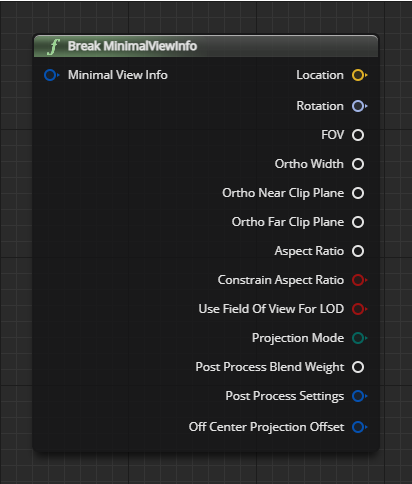 f Break MinimalViewInfo
Minimal View Info Location
Rotation
FOV
Ortho Width
Ortho Near Clip Plane
Ortho Far Clip Plane
Aspect Ratio
Constrain Aspect Ratio
Use Field Of View For LOD
Projection Mode
Post Process Blend Weight
Post Process Settings
Off Center Projection Offset